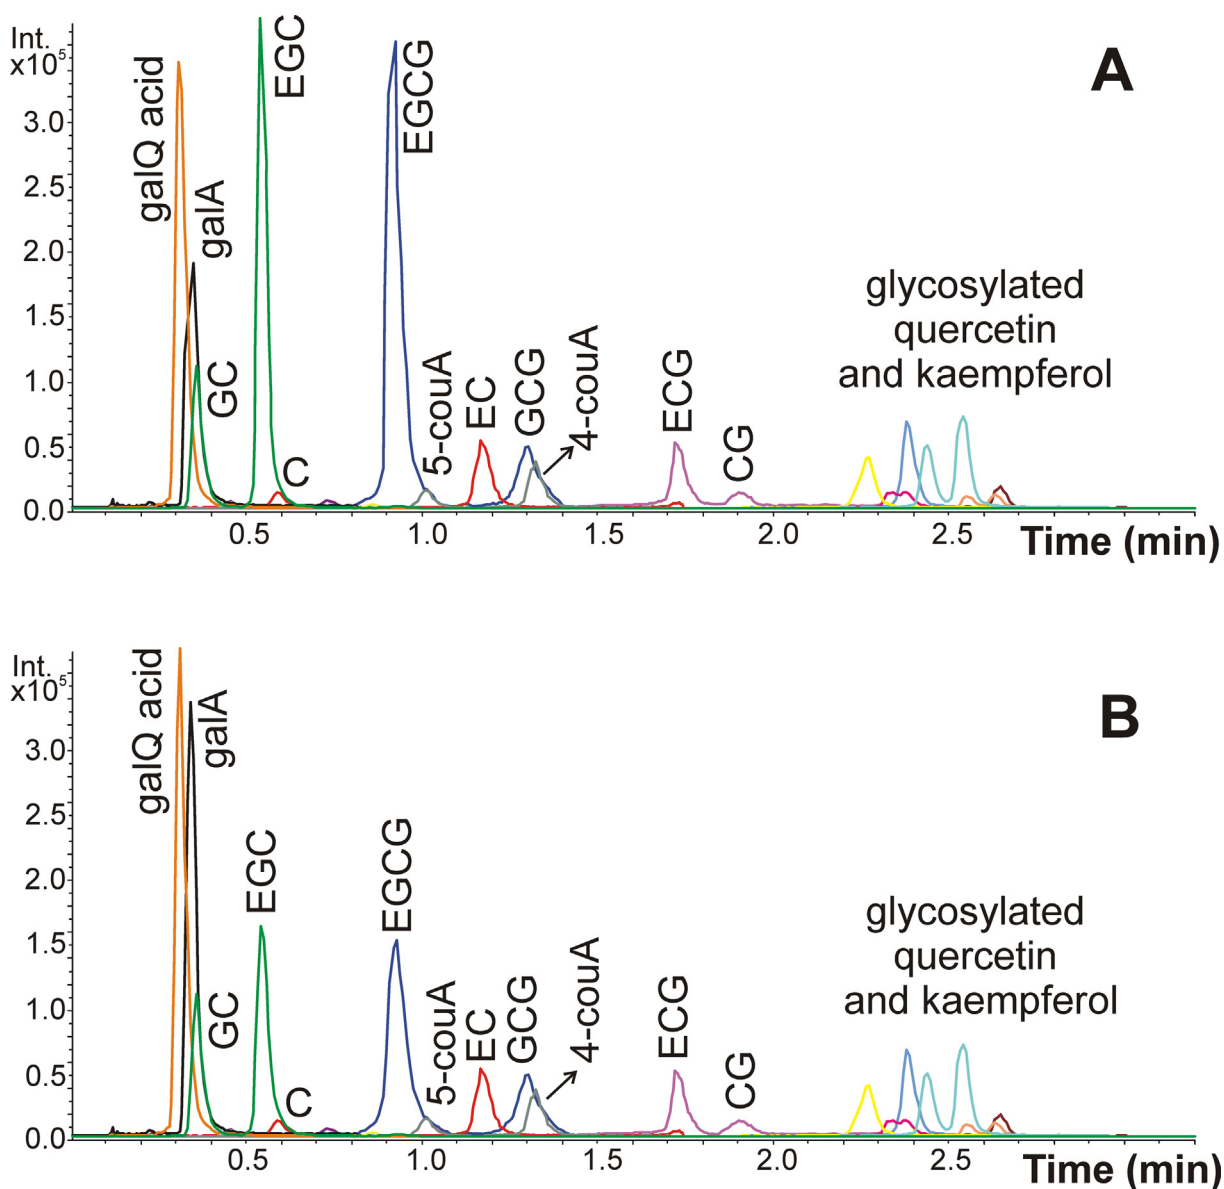 Int.
x10⁵
A
galQ acid
galA
GC
EGC
C
EGCG
5-couA
EC
GCG
4-couA
ECG
CG
glycosylated
quercetin
and kaempferol
3.0
2.5
2.0
1.5
1.0
0.5
0.0
0.5 1.0 1.5 2.0 2.5
Time (min)
Int.
x10⁵
B
galQ acid
galA
GC
EGC
C
EGCG
5-couA
EC
GCG
4-couA
ECG
CG
glycosylated
quercetin
and kaempferol
3.0
2.5
2.0
1.5
1.0
0.5
0.0
0.5 1.0 1.5 2.0 2.5
Time (min)